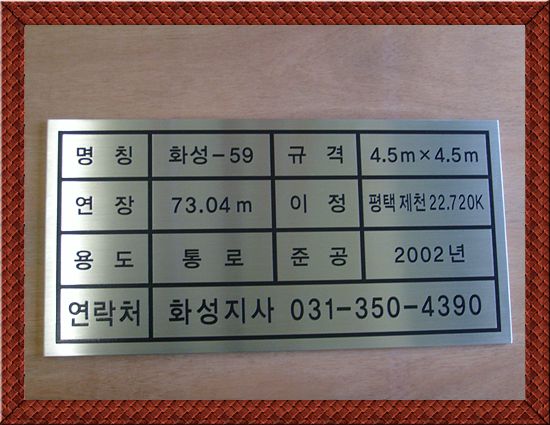 명 칭 화성-59 규 격 4.5m×4.5m
연 장 73.04m 이 정 평택제천22.720K
용 도 통 로 준 공 2002년
연락처 화성지사 031-350-4390